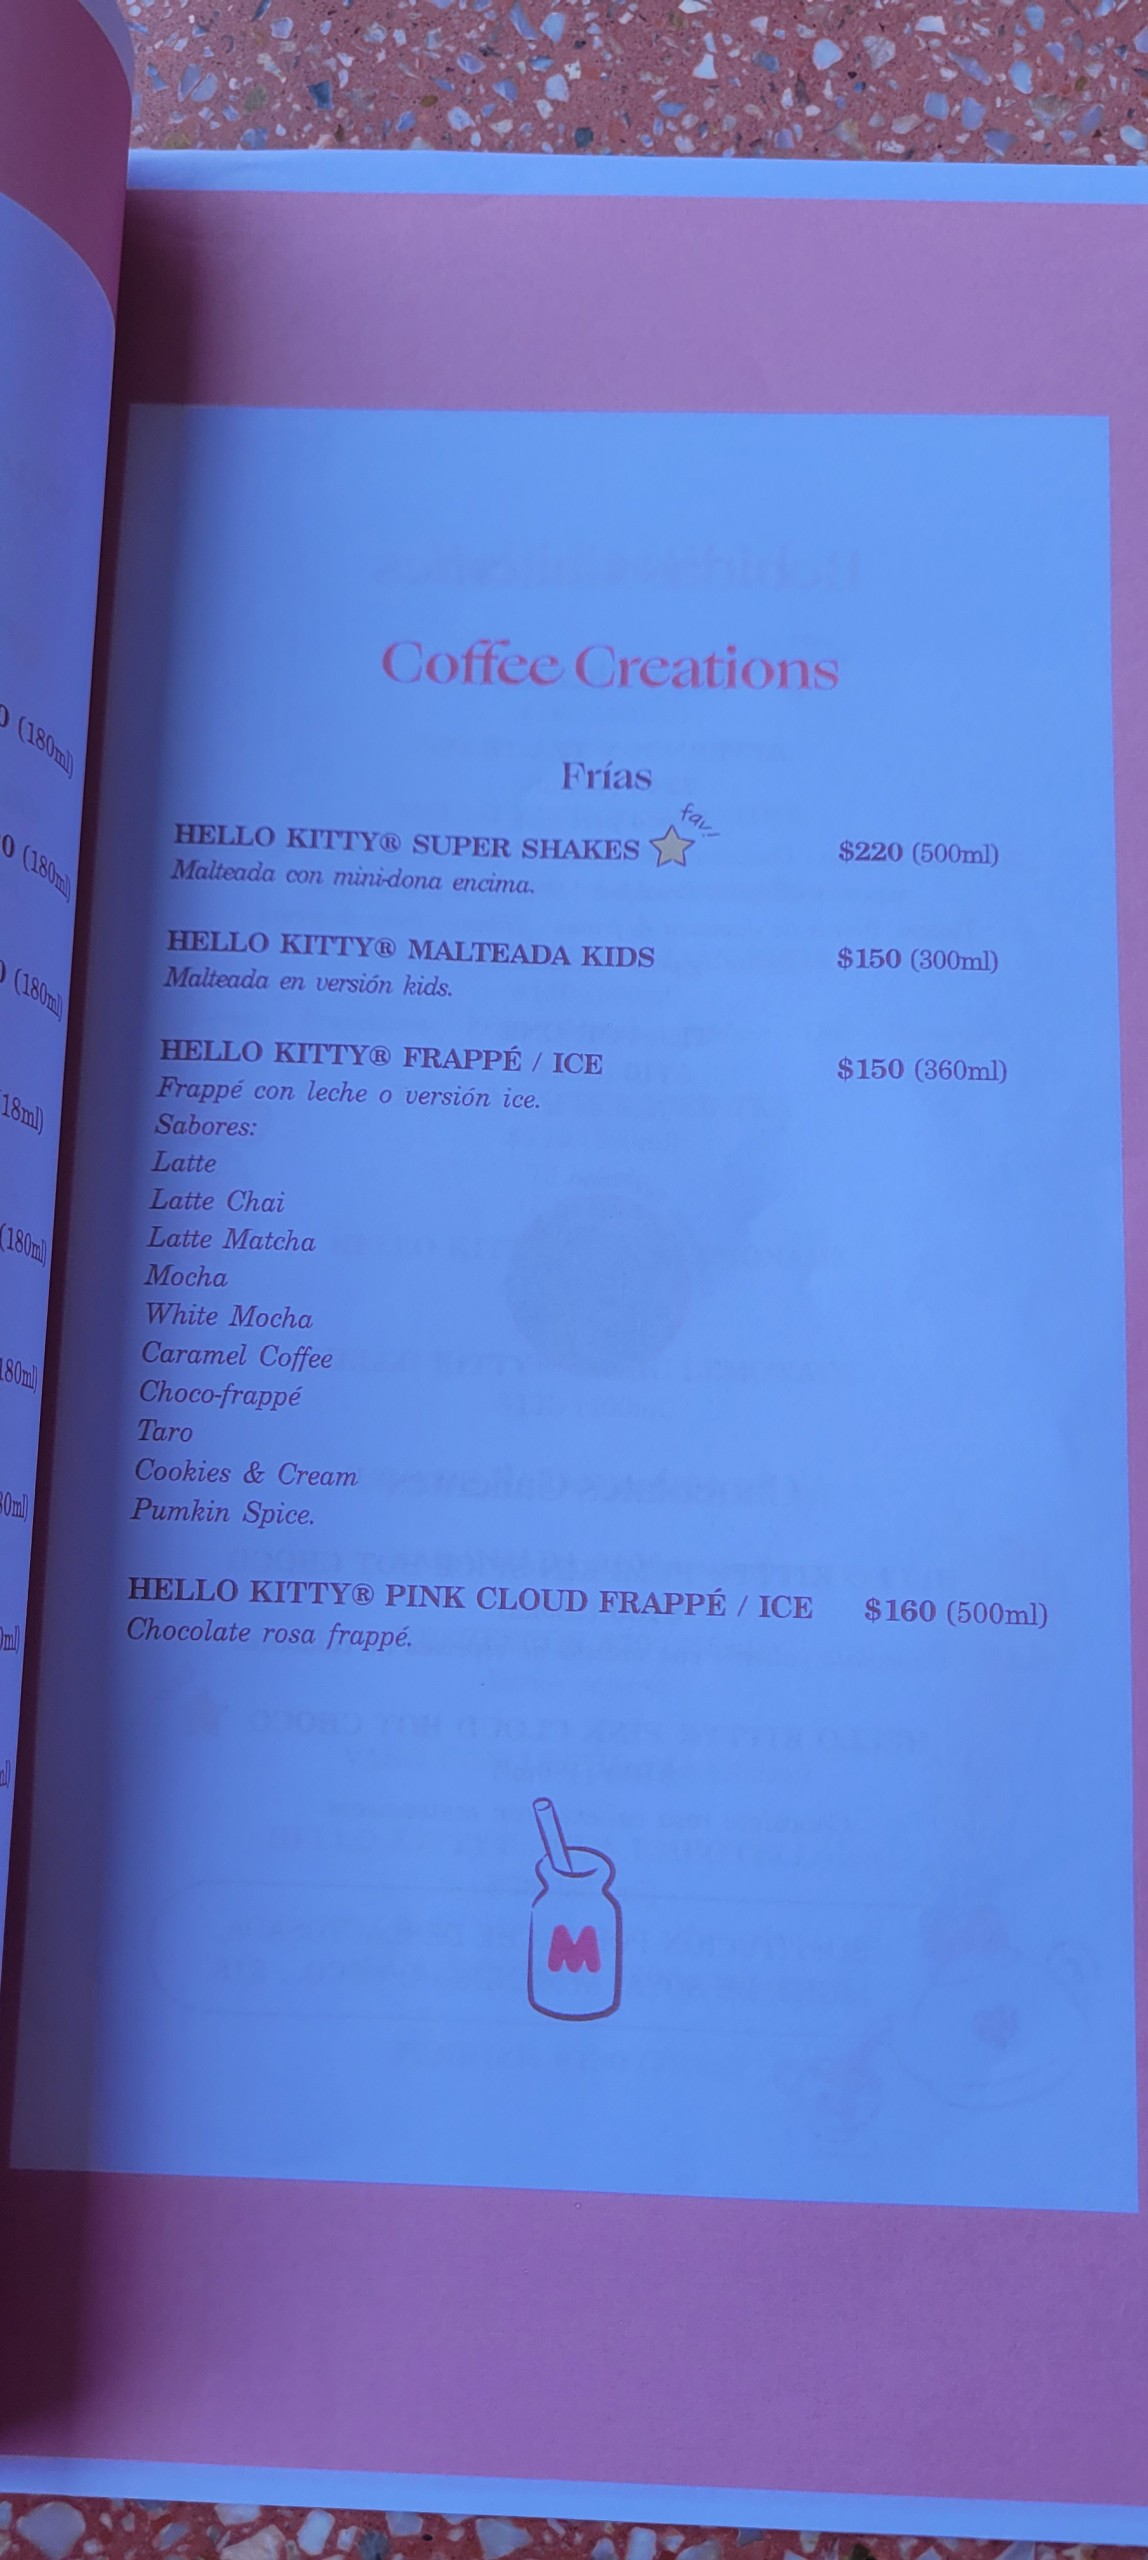 Coffee Creations
Frías
fav!!
HELLO KITTY® SUPER SHAKES $220 (500ml)
Malteada con mini-dona encima.
HELLO KITTY® MALTEADA KIDS $150 (300ml)
Malteada en versión kids.
HELLO KITTY® FRAPPÉ / ICE $150 (360ml)
Frappé con leche o versión ice.
Sabores:
Latte
Latte Chai
Latte Matcha
Mocha
White Mocha
Caramel Coffee
Choco-frappé
Taro
Cookies & Cream
Pumkin Spice.
HELLO KITTY® PINK CLOUD FRAPPÉ / ICE $160 (500ml)
Chocolate rosa frappé.
M
(180ml)
(180ml)
(180ml)
(180ml)